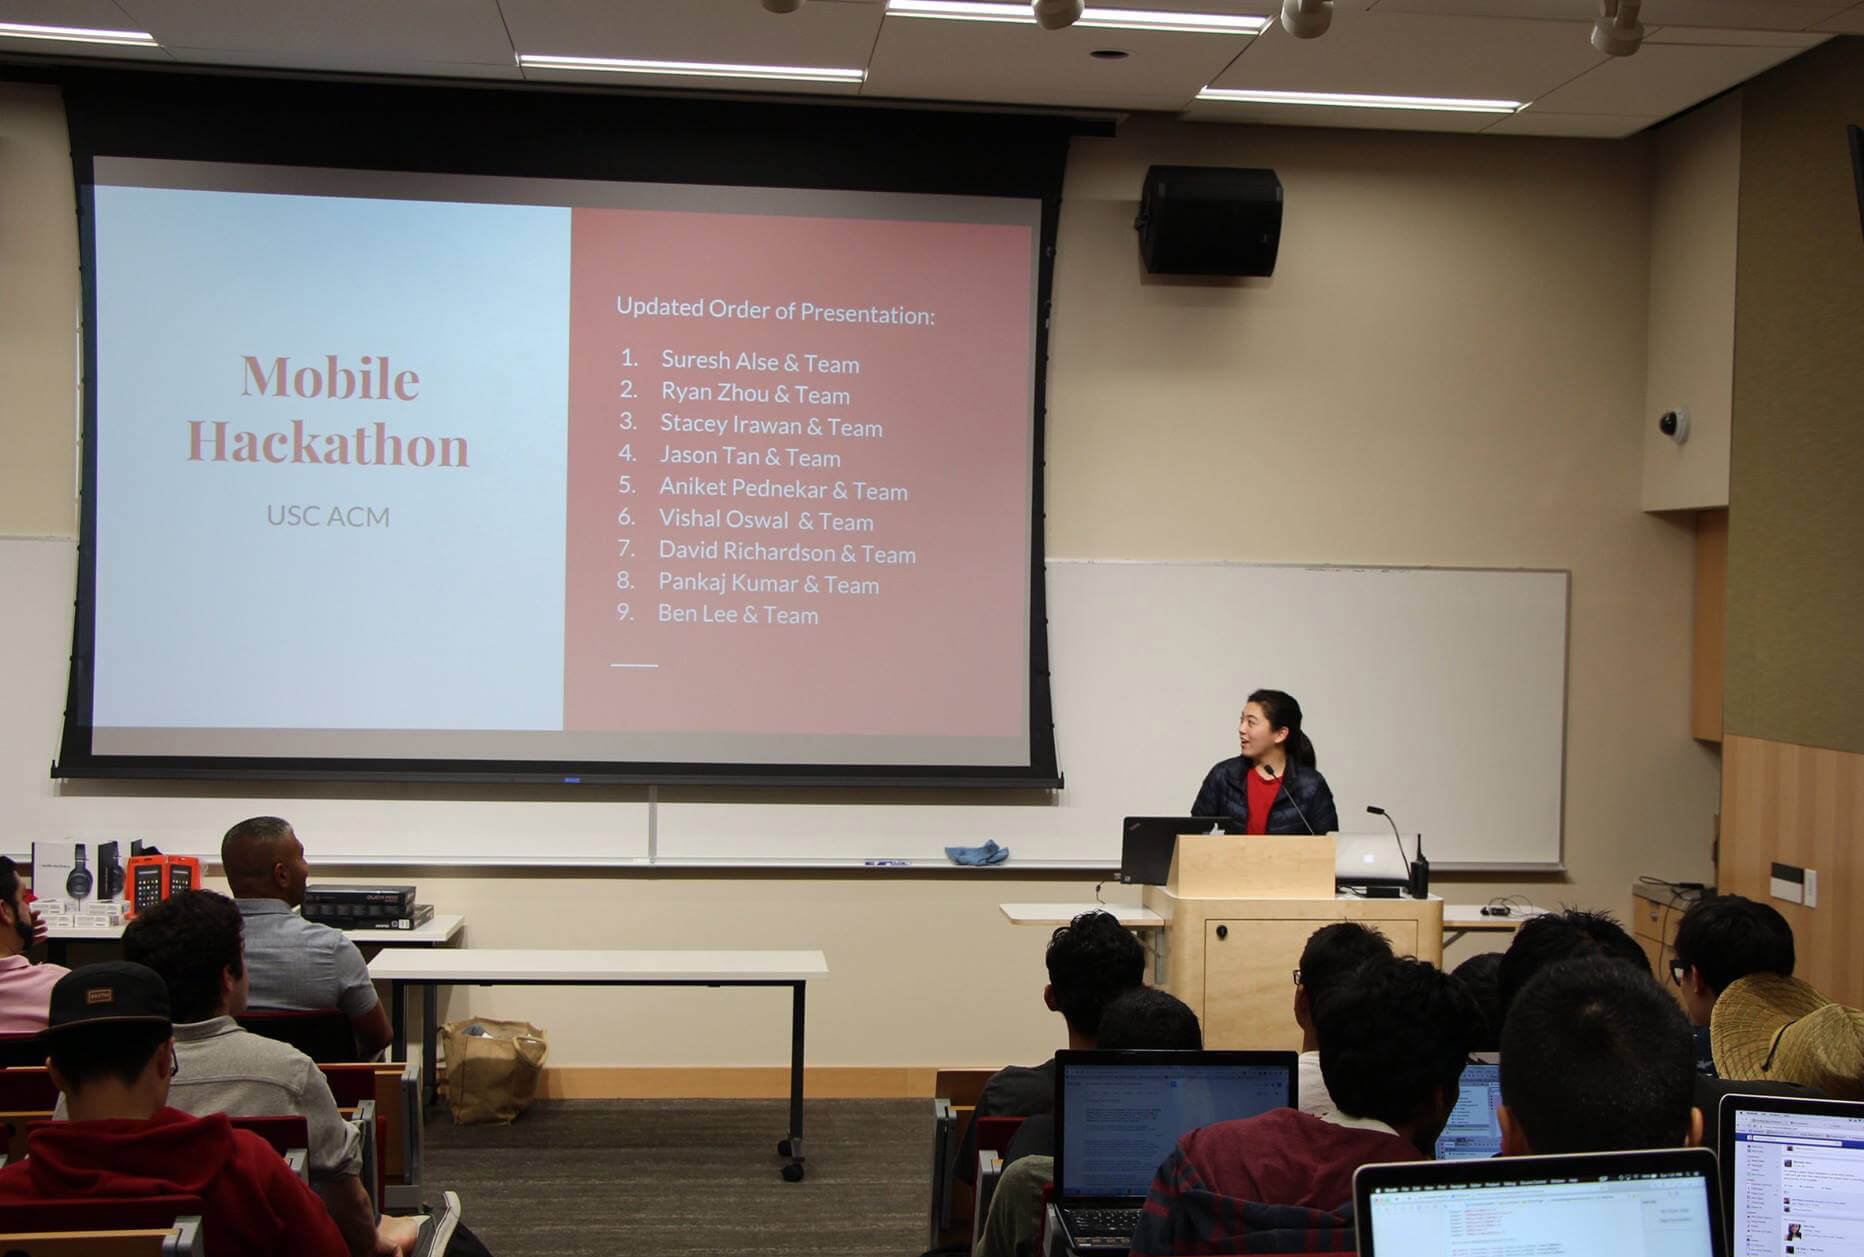 Mobile
Hackathon
USC ACM
Updated Order of Presentation:
1. Suresh Alse & Team
2. Ryan Zhou & Team
3. Stacey Irawan & Team
4. Jason Tan & Team
5. Aniket Pednekar & Team
6. Vishal Oswal & Team
7. David Richardson & Team
8. Pankaj Kumar & Team
9. Ben Lee & Team